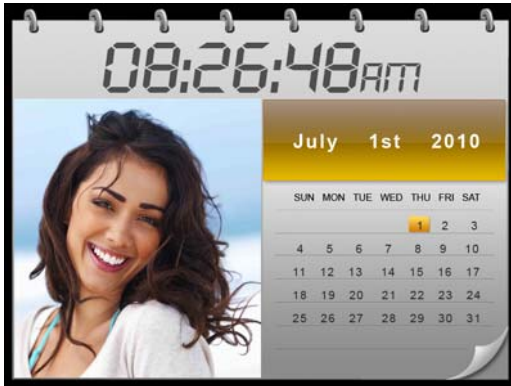 08:26:48AM
July 1st 2010
SUN MON TUE WED THU FRI SAT
1 2 3
4 5 6 7 8 9 10
11 12 13 14 15 16 17
18 19 20 21 22 23 24
25 26 27 28 29 30 31